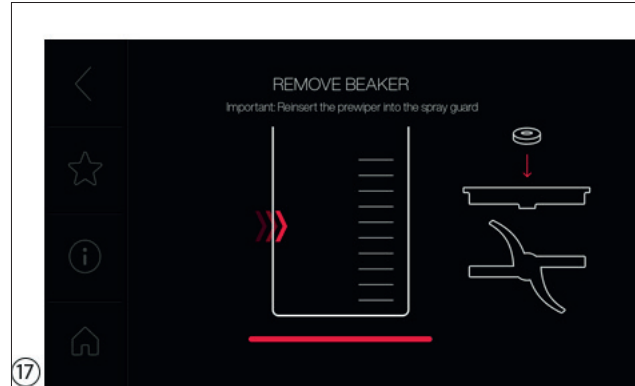 REMOVE BEAKER
Important: Reinsert the prewiper into the spray guard
17